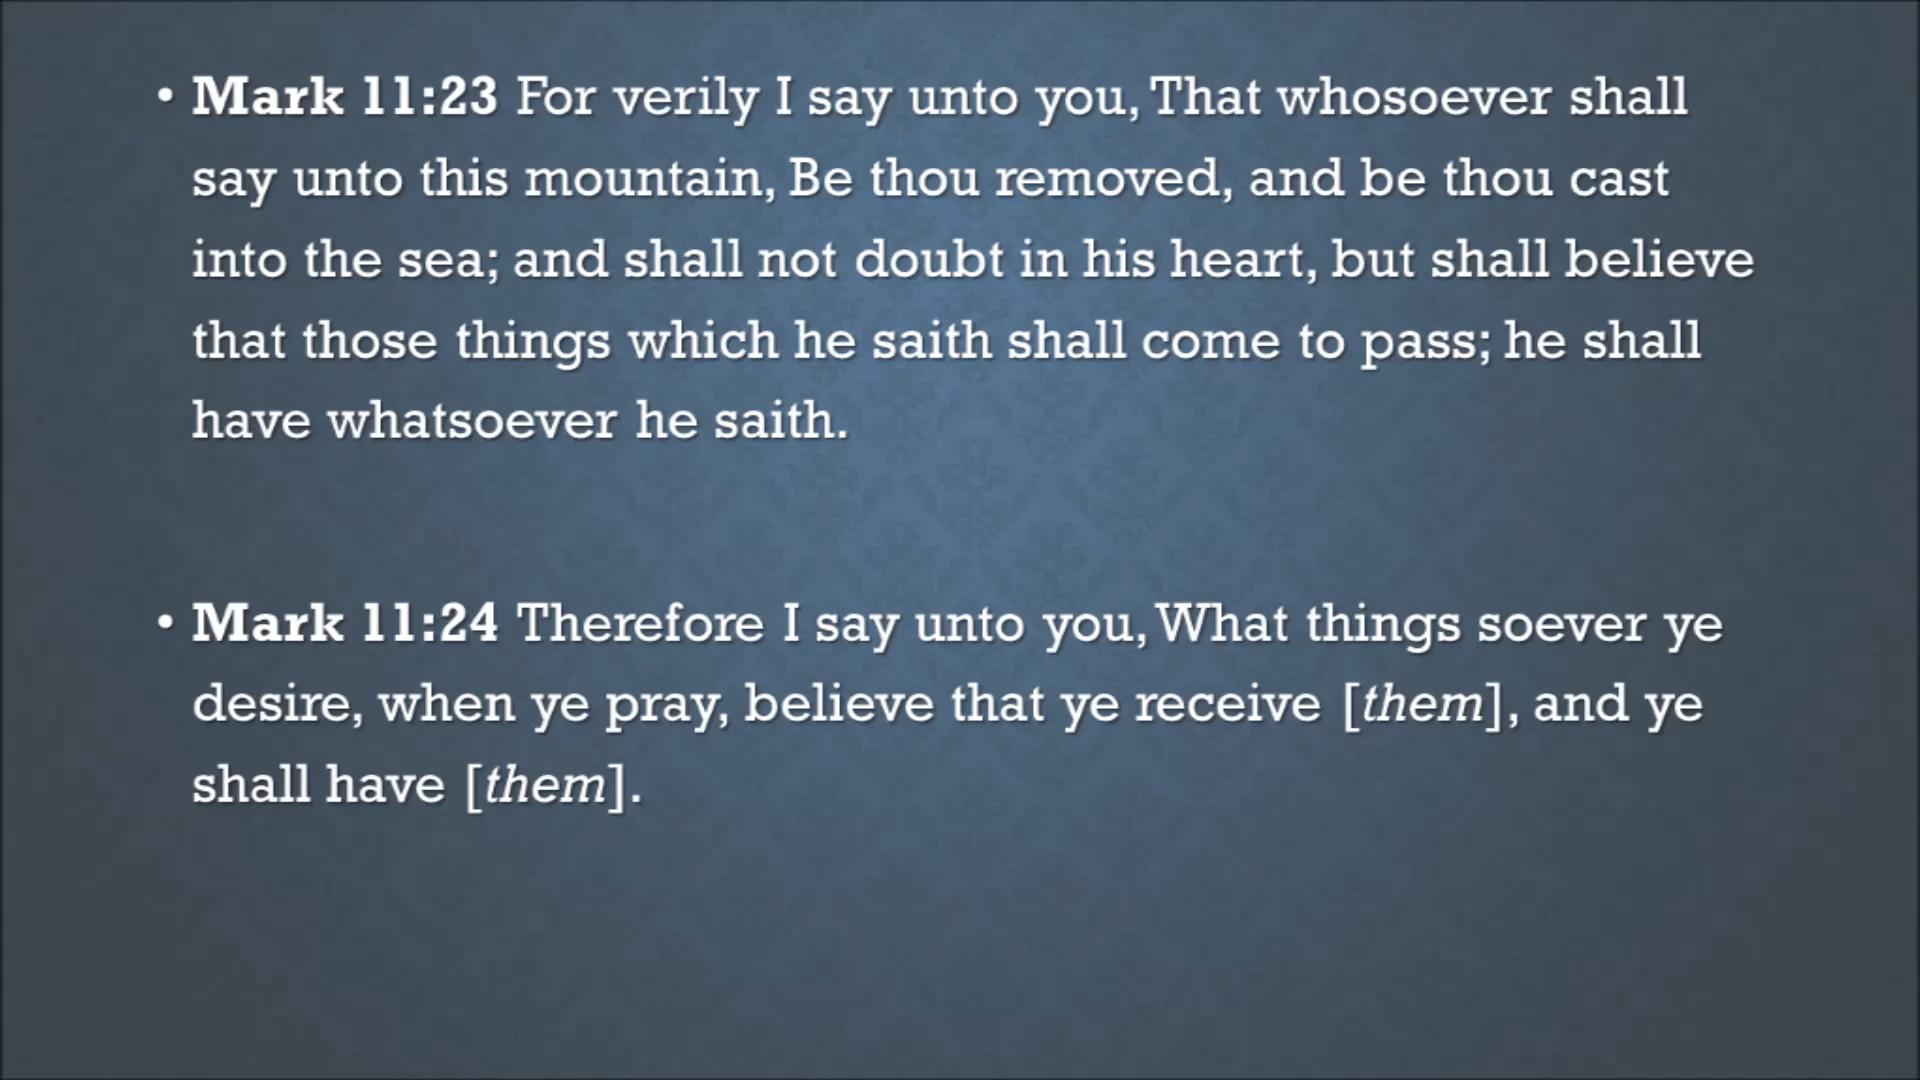 • Mark 11:23 For verily I say unto you, That whosoever shall
say unto this mountain, Be thou removed, and be thou cast
into the sea; and shall not doubt in his heart, but shall believe
that those things which he saith shall come to pass; he shall
have whatsoever he saith.
• Mark 11:24 Therefore I say unto you, What things soever ye
desire, when ye pray, believe that ye receive [them], and ye
shall have [them].